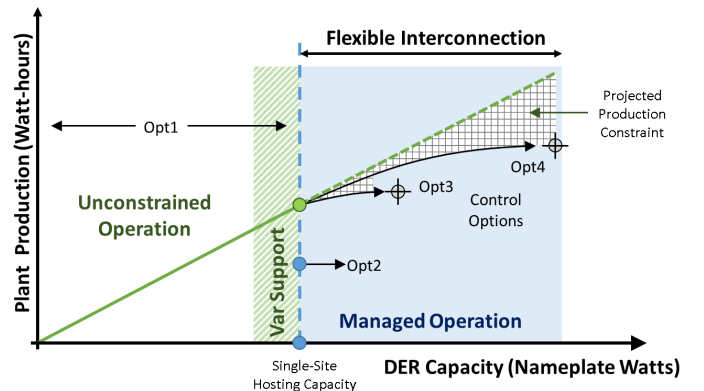 Flexible Interconnection
Plant Production (Watt-hours)
Opt1
Projected
Production
Constraint
Opt4
Opt3
Control
Options
Unconstrained
Operation
Var Support
Opt2
Managed Operation
Single-Site
Hosting Capacity
DER Capacity (Nameplate Watts)